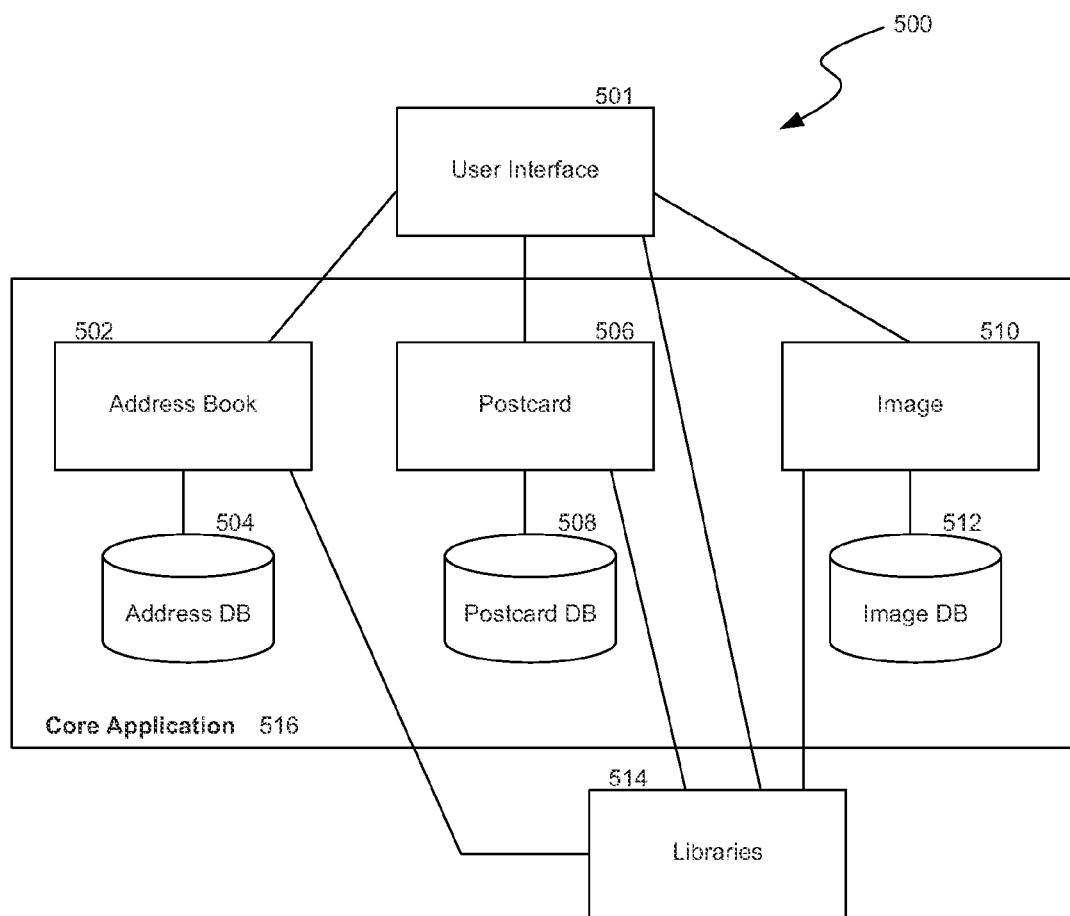 500
501
User Interface
502
Address Book
506
Postcard
510
Image
504
Address DB
508
Postcard DB
512
Image DB
Core Application 516
514
Libraries